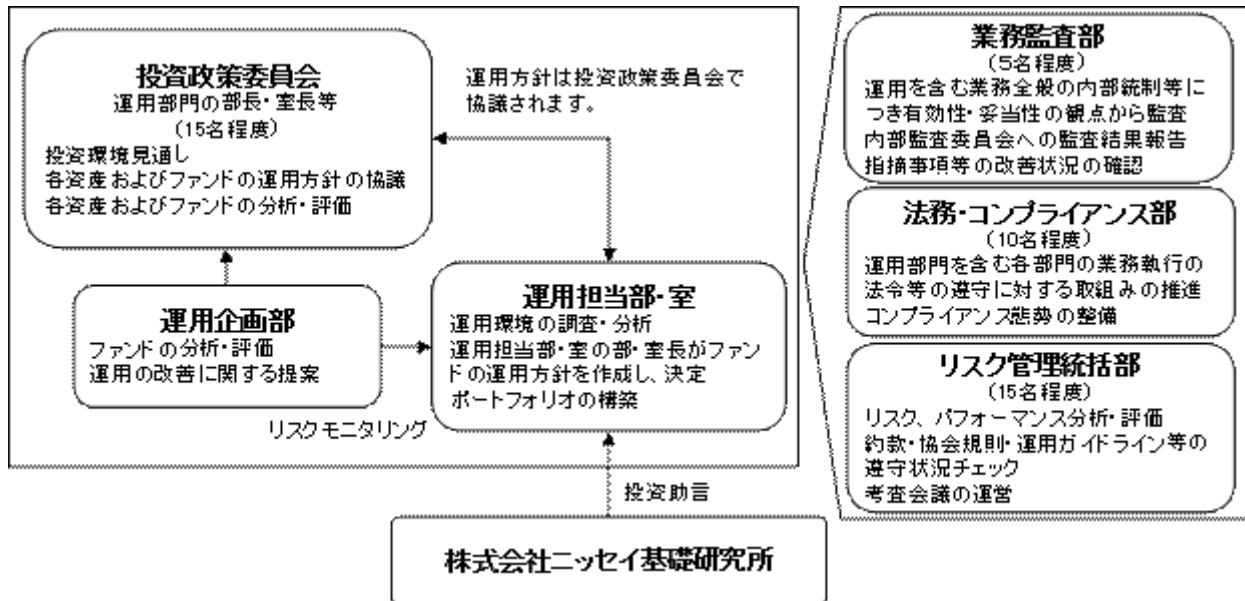 投資政策委員会
運用部門の部長・室長等
(15名程度)
投資環境見通し
各資産およびファンドの運用方針の協議
各資産およびファンドの分析・評価
運用方針は投資政策委員会で
協議されます。
運用企画部
ファンドの分析・評価
運用の改善に関する提案
リスクモニタリング
運用担当部・室
運用環境の調査・分析
運用担当部・室の部・室長がファン
ドの運用方針を作成し、決定
ポートフォリオの構築
投資助言
株式会社ニッセイ基礎研究所
業務監査部
(5名程度)
運用を含む業務全般の内部統制等に
つき有効性・妥当性の観点から監査
内部監査委員会への監査結果報告
指摘事項等の改善状況の確認
法務・コンプライアンス部
(10名程度)
運用部門を含む各部門の業務執行の
法令等の遵守に対する取組みの推進
コンプライアンス態勢の整備
リスク管理統括部
(15名程度)
リスク、パフォーマンス分析・評価
約款・協会規則・運用ガイドライン等の
遵守状況チェック
考査会議の運営